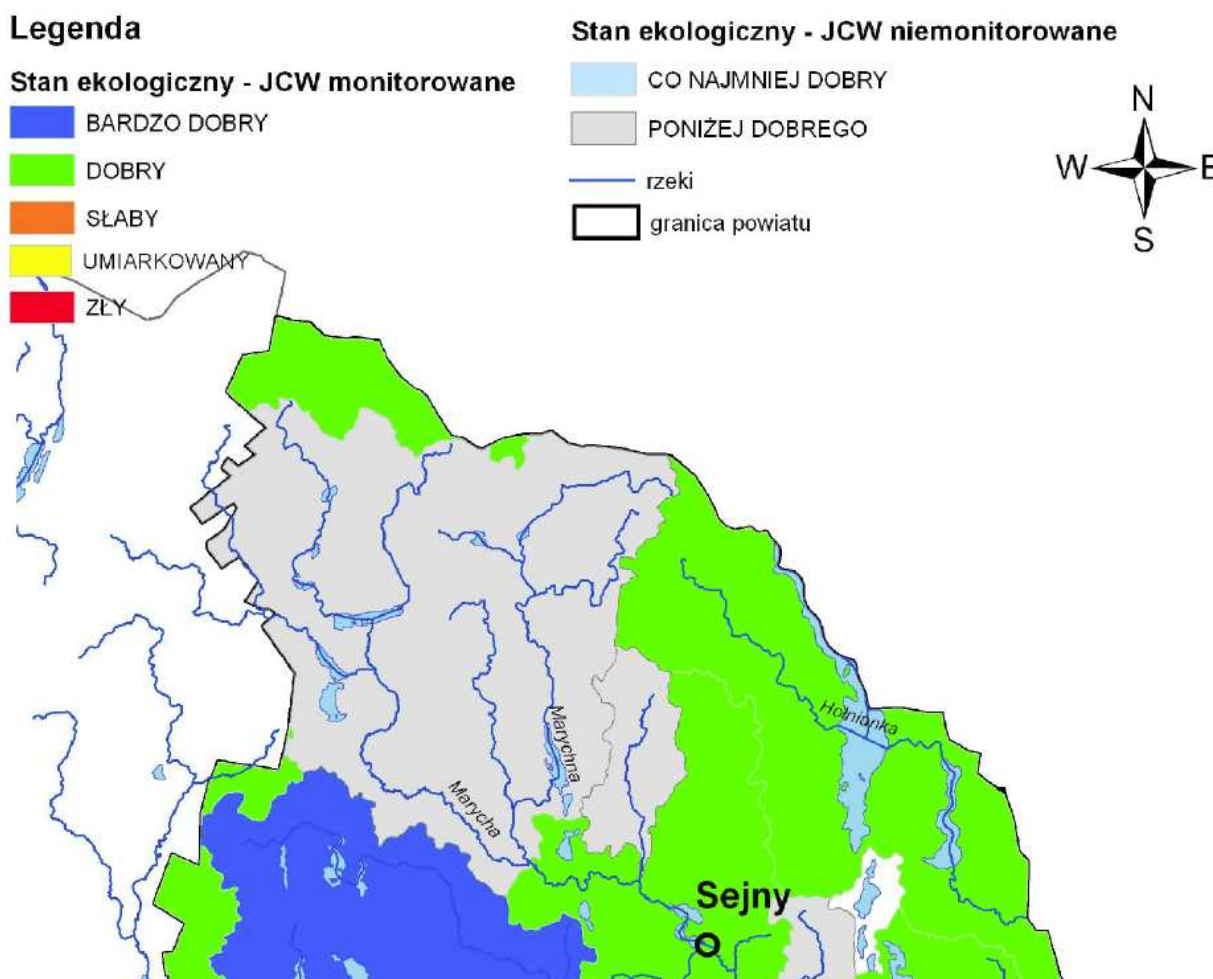 Legenda
Stan ekologiczny - JCW monitorowane
BARDZO DOBRY
DOBRY
SŁABY
UMIARKOWANY
ZŁY
Stan ekologiczny - JCW niemonitorowane
CO NAJMNIEJ DOBRY
PONIŻEJ DOBREGO
rzeki
granica powiatu
N
W
E
S
Hołnianka
Marychna
Marycha
Sejny